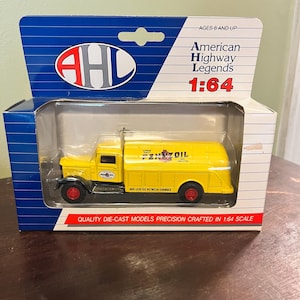 AGES 8 AND UP
AHL
American
Highway
Legends
1:64
PENNZOIL
QUALITY DIE-CAST MODELS PRECISION CRAFTED IN 1:64 SCALE